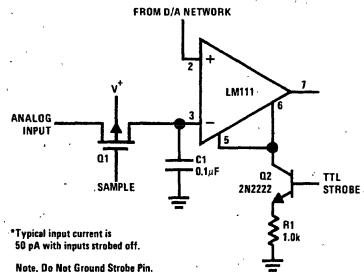 FROM D/A NETWORK
2
+
LM111
7
V+
6
ANALOG
INPUT
3
−
5
Q1
C1
0.1µF
Q2
2N2222
TTL
STROBE
SAMPLE
R1
1.0k
*Typical input current is
50 pA with inputs strobed off.
Note. Do Not Ground Strobe Pin.